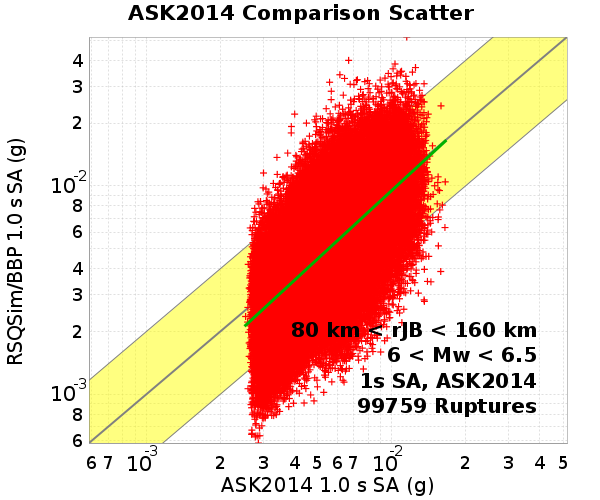 ASK2014 Comparison Scatter
RSQSim/BBP 1.0 s SA (g)
4
3
2
10-2
8
6
4
3
2
10-3
8
6
80 km < rJB < 160 km
6 < Mw < 6.5
1s SA, ASK2014
99759 Ruptures
6 7 10-3 2 3 4 5 6 7 10-2 2 3 4 5
ASK2014 1.0 s SA (g)